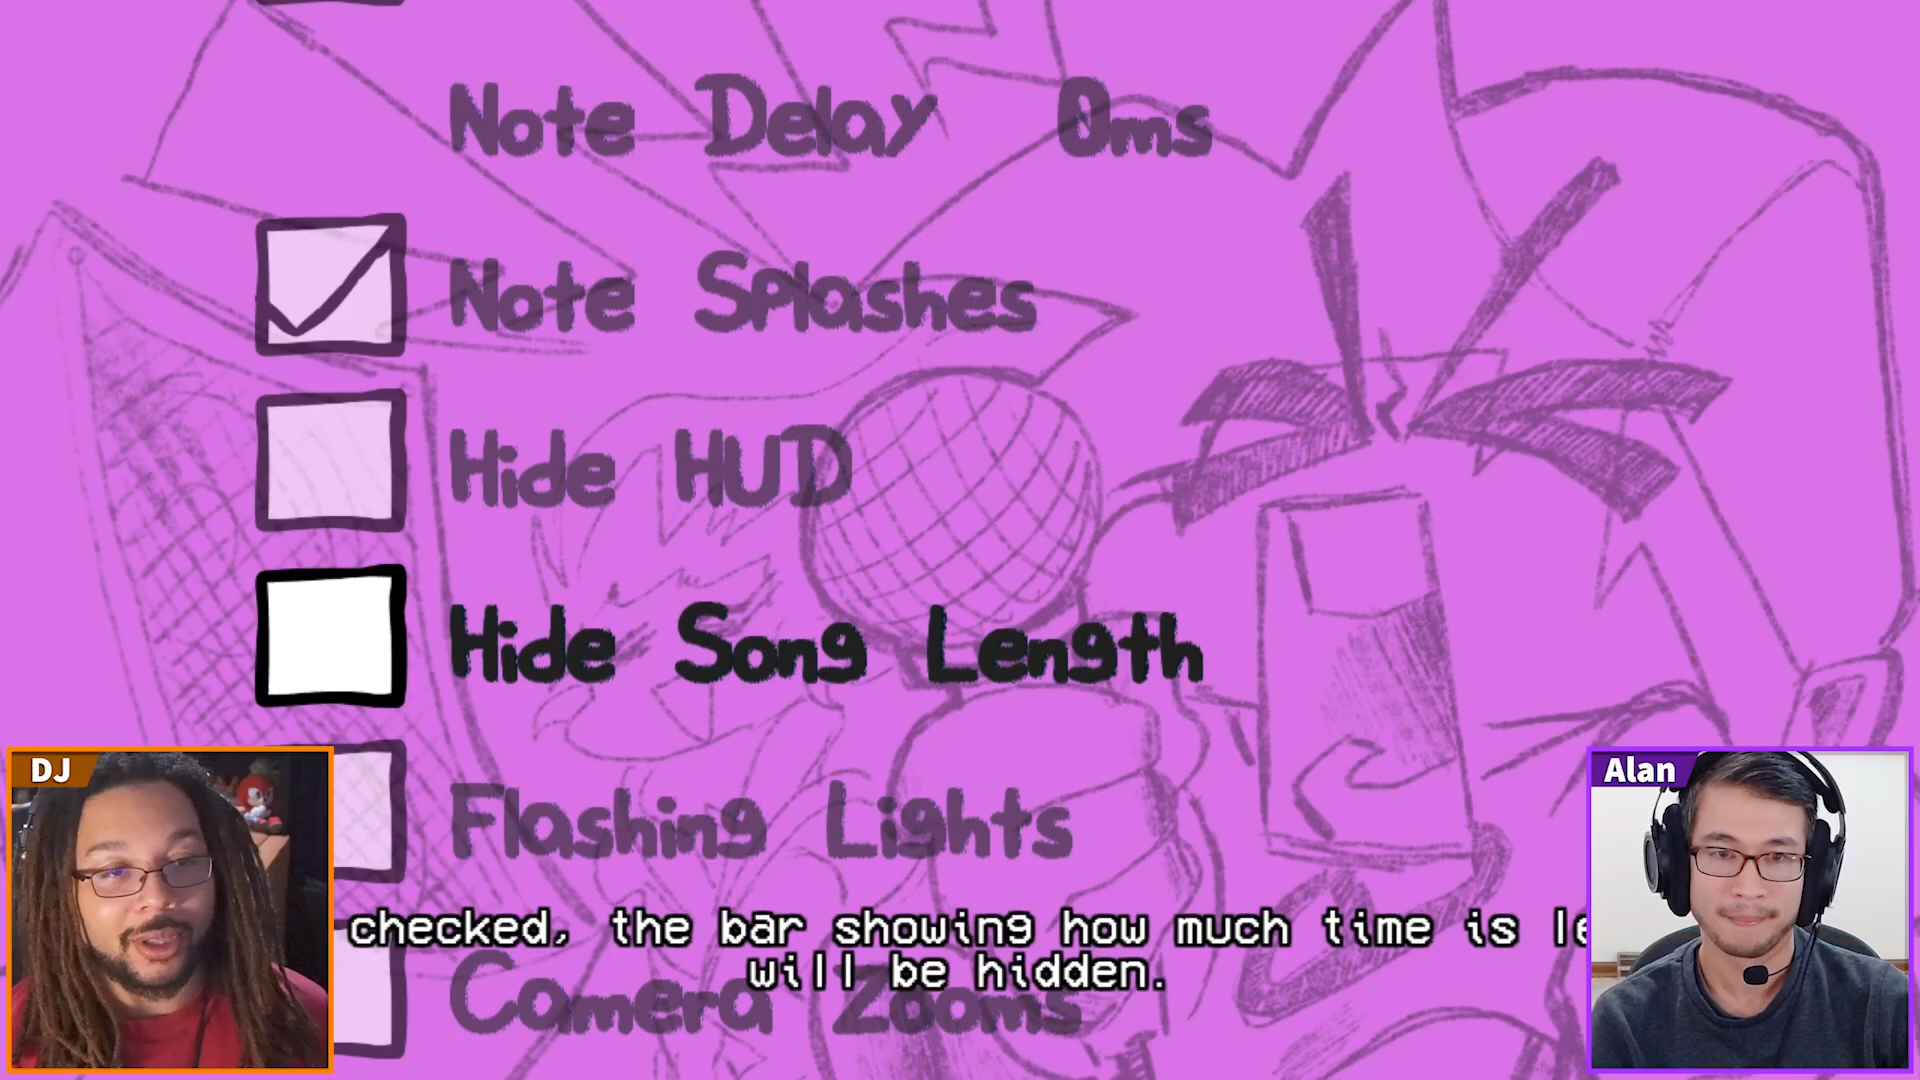 Note Delay 0ms
Note Splashes
Hide HUD
Hide Song Length
Flashing Lights
DJ
Alan
checked, the bar showing how much time is
will be hidden.
Camera Zooms